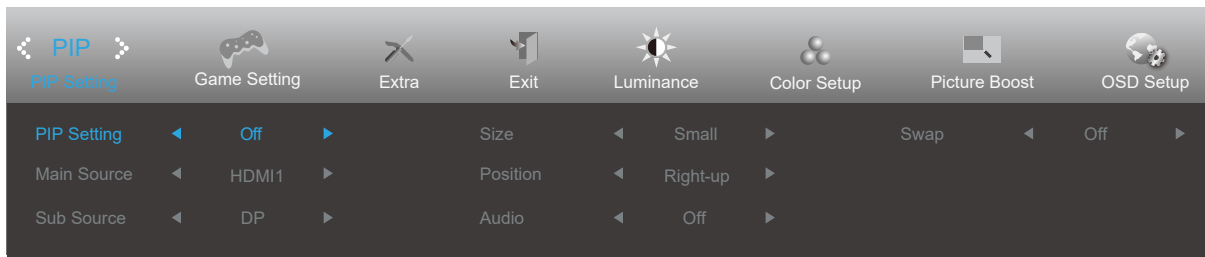 PIP
PIP Setting Game Setting Extra Exit Luminance Color Setup Picture Boost OSD Setup
PIP Setting Off Size Small Swap Off
Main Source HDMI1 Position Right-up
Sub Source DP Audio Off